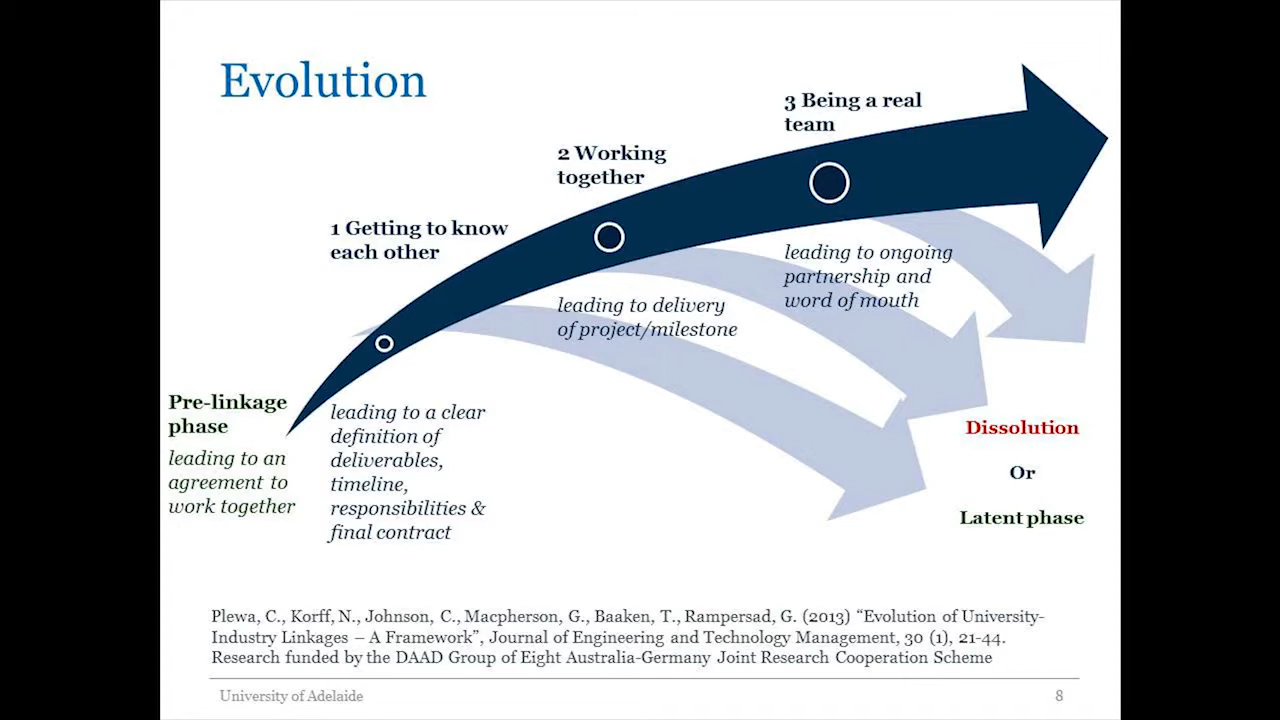 Evolution
3 Being a real
team
2 Working
together
1 Getting to know
each other
leading to ongoing
partnership and
word of mouth
leading to delivery
of project/milestone
Pre-linkage
phase
leading to an
agreement to
work together
leading to a clear
definition of
deliverables,
timeline,
responsibilities &
final contract
Dissolution
Or
Latent phase
Plewa, C., Korff, N., Johnson, C., Macpherson, G., Baaken, T., Rampersad, G. (2013) “Evolution of University-
Industry Linkages – A Framework”, Journal of Engineering and Technology Management, 30 (1), 21-44.
Research funded by the DAAD Group of Eight Australia-Germany Joint Research Cooperation Scheme
University of Adelaide
8